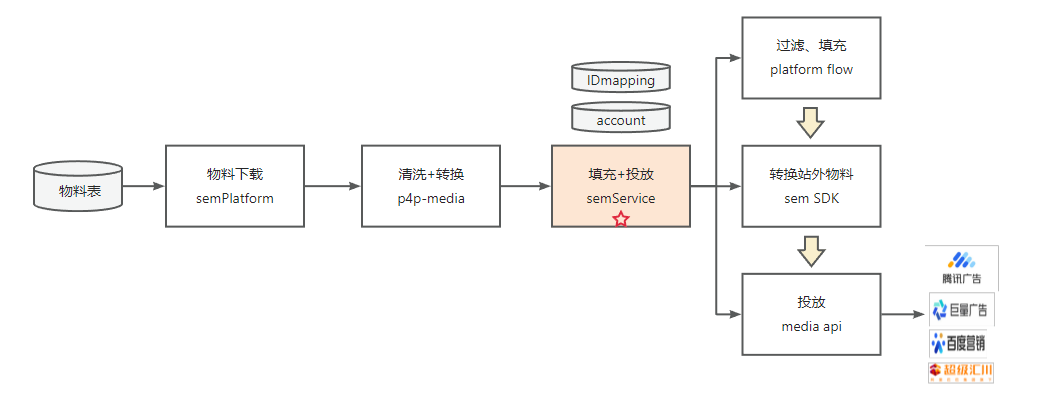 物料表
物料下载
semPlatform
清洗+转换
p4p-media
IDmapping
account
填充+投放
semService
过滤、填充
platform flow
转换站外物料
sem SDK
投放
media api
腾讯广告
巨量广告
百度营销
超级汇川